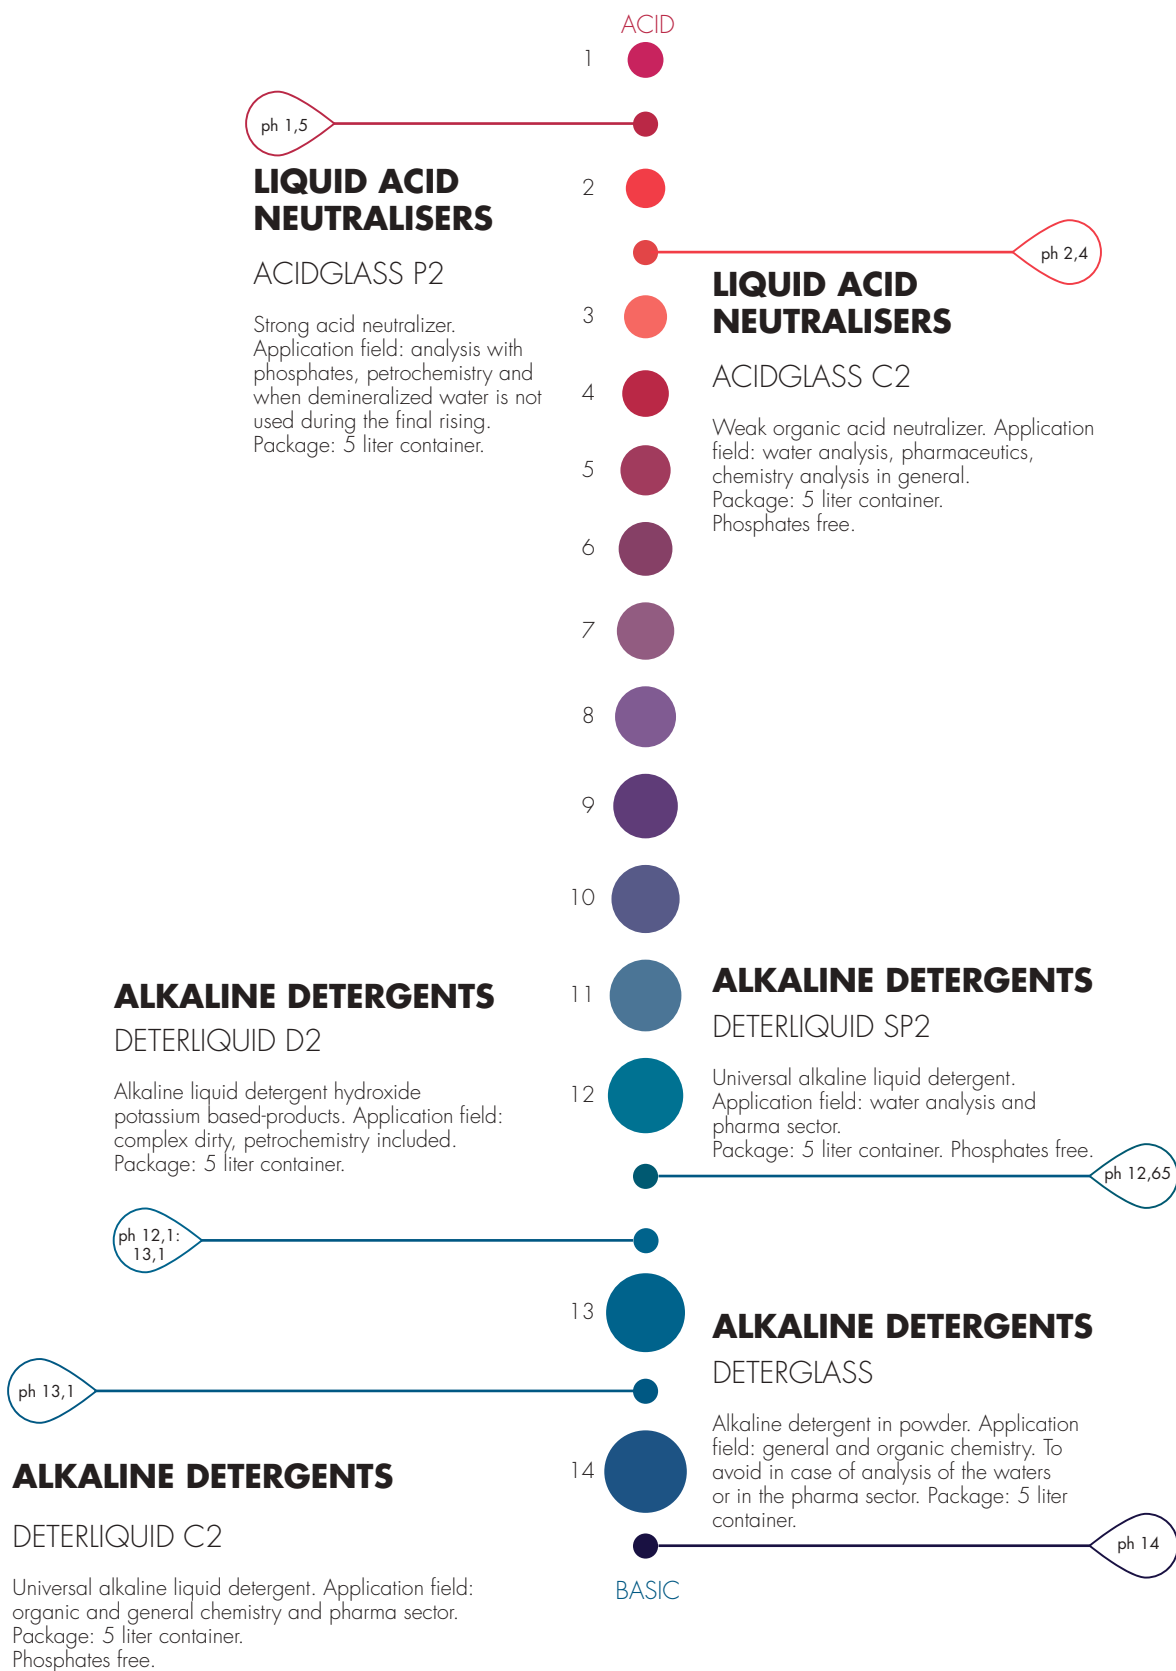 ACID
1
ph 1,5
LIQUID ACID
NEUTRALISERS
ACIDGLASS P2
Strong acid neutralizer.
Application field: analysis with
phosphates, petrochemistry and
when demineralized water is not
used during the final rising.
Package: 5 liter container.
2
ph 2,4
LIQUID ACID
NEUTRALISERS
ACIDGLASS C2
Weak organic acid neutralizer. Application
field: water analysis, pharmaceutics,
chemistry analysis in general.
Package: 5 liter container.
Phosphates free.
3
4
5
6
7
8
9
10
11
12
ALKALINE DETERGENTS
DETERLIQUID D2
Alkaline liquid detergent hydroxide
potassium based-products. Application field:
complex dirty, petrochemistry included.
Package: 5 liter container.
ph 12,1:
13,1
ALKALINE DETERGENTS
DETERLIQUID SP2
Universal alkaline liquid detergent.
Application field: water analysis and
pharma sector.
Package: 5 liter container. Phosphates free.
ph 12,65
13
ph 13,1
ALKALINE DETERGENTS
DETERLIQUID C2
Universal alkaline liquid detergent. Application field:
organic and general chemistry and pharma sector.
Package: 5 liter container.
Phosphates free.
ALKALINE DETERGENTS
DETERGLASS
Alkaline detergent in powder. Application
field: general and organic chemistry. To
avoid in case of analysis of the waters
or in the pharma sector. Package: 5 liter
container.
14
ph 14
BASIC